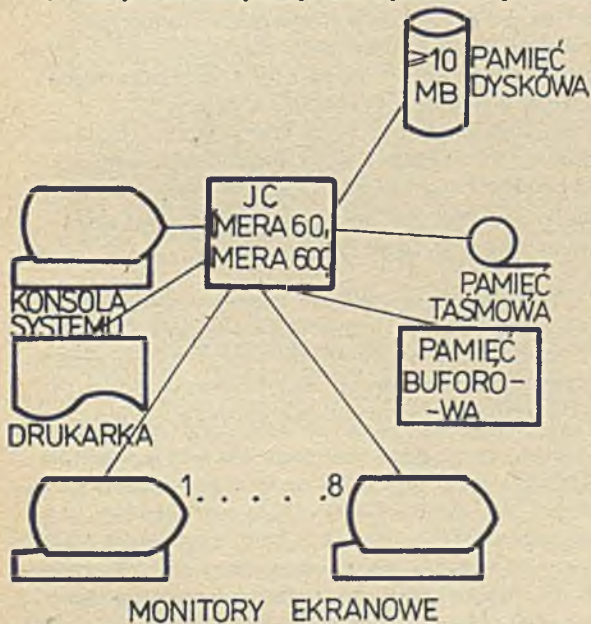 ≥10
MB
PAMIĘĆ
DYSKÓWA
JC
MERA 60,
MERA 600
KONSOLA
SYSTEMU
PAMIĘĆ
TAŚMOWA
PAMIĘĆ
BUFORO-
-WA
DRUKARKA
1.....8
MONITORY EKRANOWE